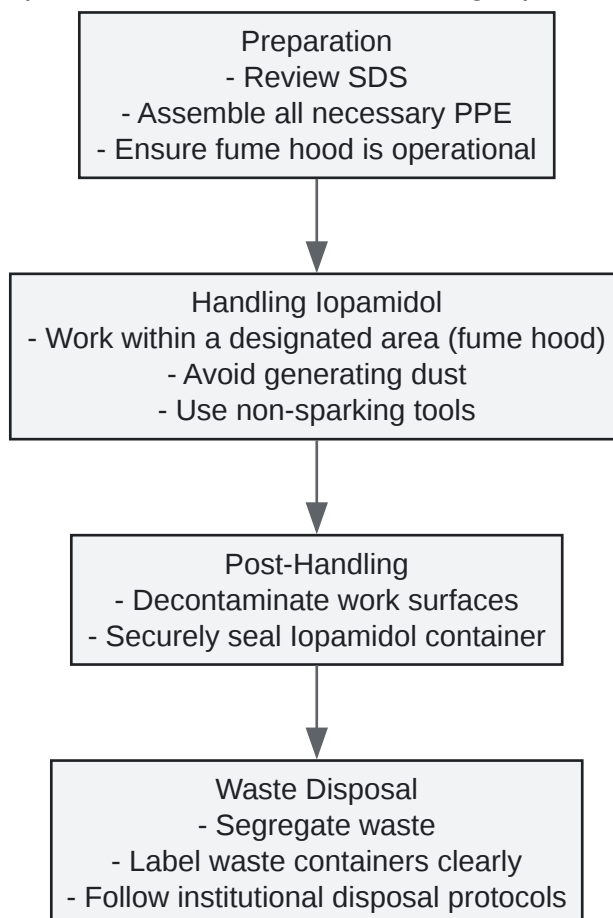 Preparation
- Review SDS
- Assemble all necessary PPE
- Ensure fume hood is operational
Handling Iopamidol
- Work within a designated area (fume hood)
- Avoid generating dust
- Use non-sparking tools
Post-Handling
- Decontaminate work surfaces
- Securely seal Iopamidol container
Waste Disposal
- Segregate waste
- Label waste containers clearly
- Follow institutional disposal protocols